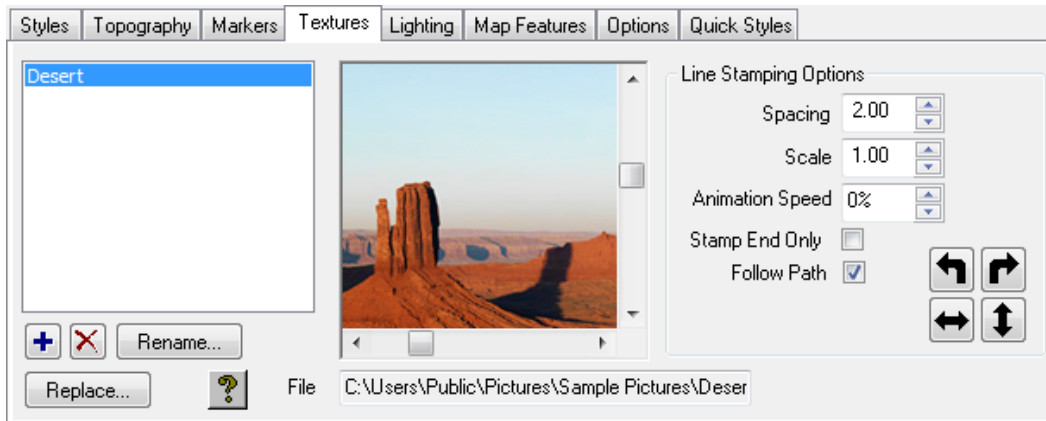 Styles Topography Markers Textures Lighting Map Features Options Quick Styles
Desert
Line Stamping Options
Spacing 2.00
Scale 1.00
Animation Speed 0%
Stamp End Only
Follow Path
Rename...
Replace... ? File C:\Users\Public\Pictures\Sample Pictures\Deser